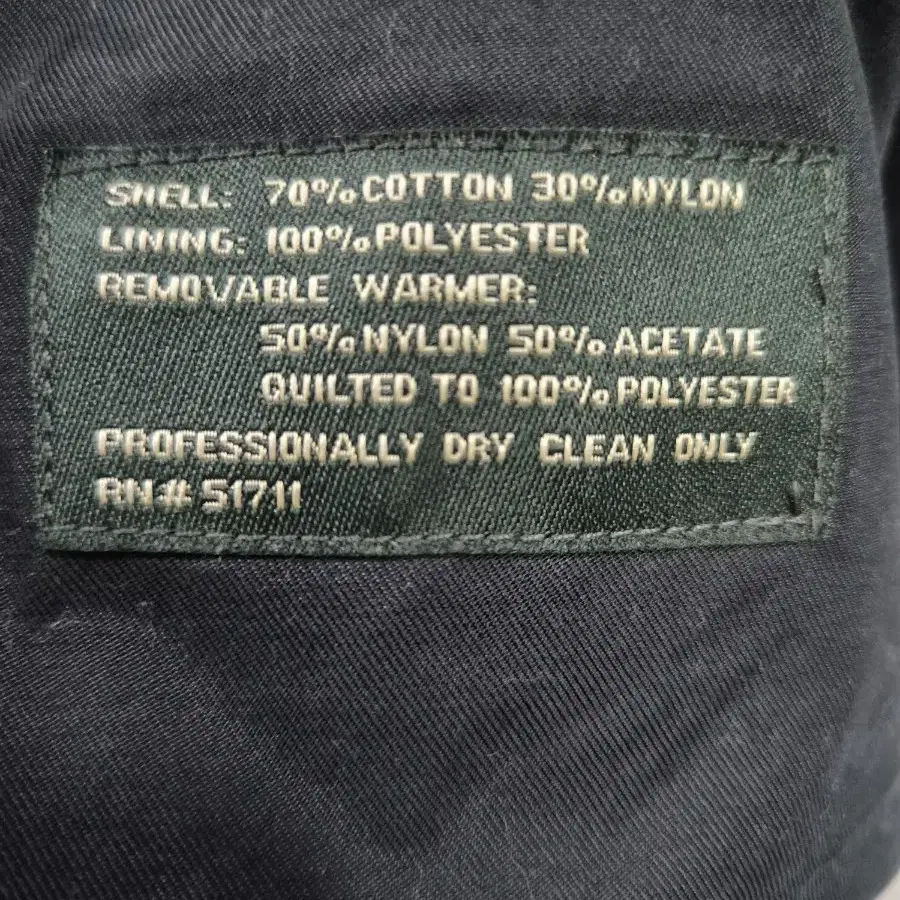 SHELL: 70% COTTON 30% NYLON
LINING: 100% POLYESTER
REMOVABLE WARMER:
50% NYLON 50% ACETATE
QUILTED TO 100% POLYESTER
PROFESSIONALLY DRY CLEAN ONLY
RN# 51711